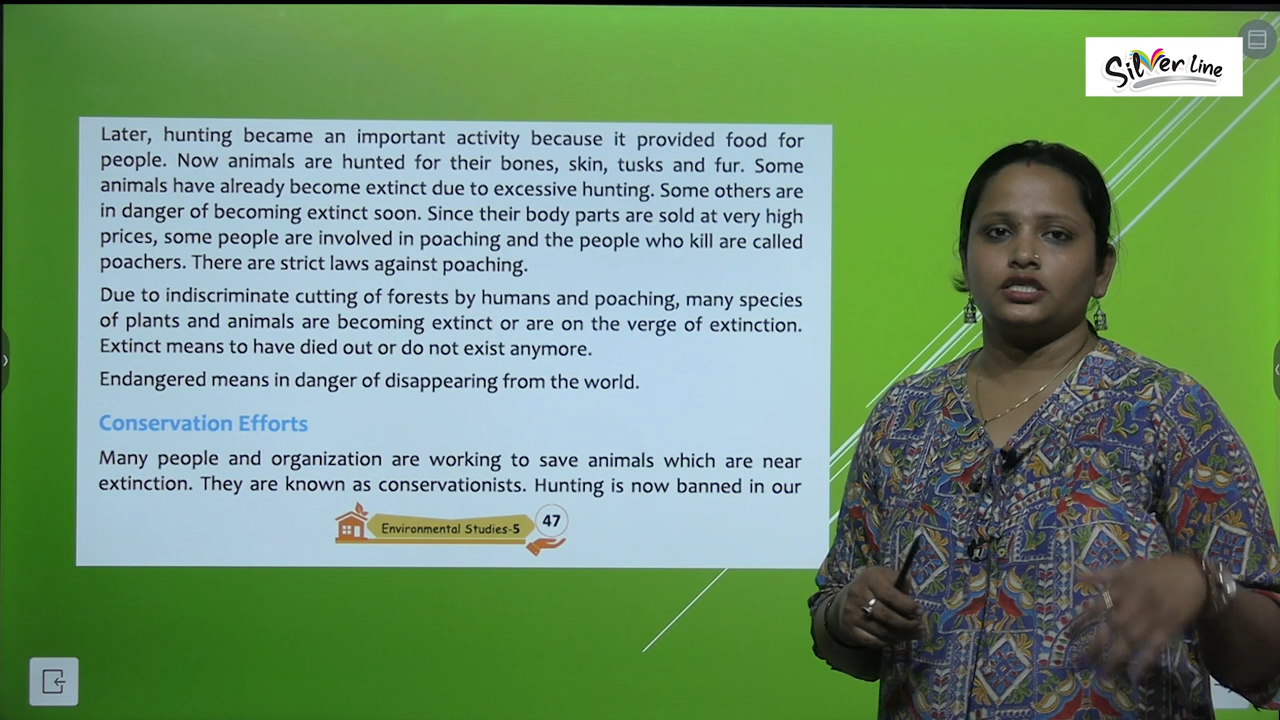 Silver Line
Later, hunting became an important activity because it provided food for
people. Now animals are hunted for their bones, skin, tusks and fur. Some
animals have already become extinct due to excessive hunting. Some others are
in danger of becoming extinct soon. Since their body parts are sold at very high
prices, some people are involved in poaching and the people who kill are called
poachers. There are strict laws against poaching.
Due to indiscriminate cutting of forests by humans and poaching, many species
of plants and animals are becoming extinct or are on the verge of extinction.
Extinct means to have died out or do not exist anymore.
Endangered means in danger of disappearing from the world.
Conservation Efforts
Many people and organization are working to save animals which are near
extinction. They are known as conservationists. Hunting is now banned in our
Environmental Studies-5
47